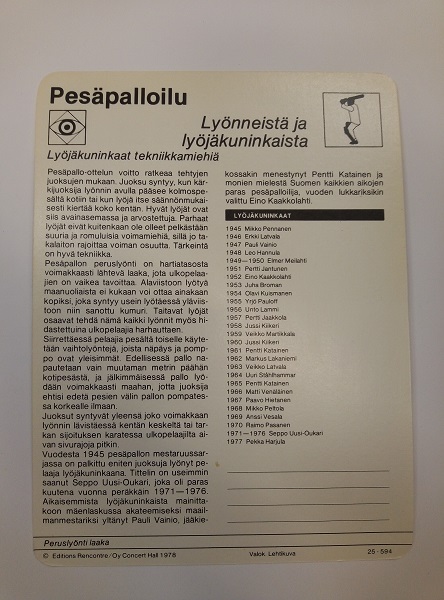 Pesäpalloilu
Lyönneistä ja
lyöjäkuninkaista
Lyöjäkuninkaat tekniikkamiehiä
Pesäpallo-ottelun voitto ratkeaa tehtyjen
juoksujen mukaan. Juoksu syntyy, kun kär-
kijuoksija lyönnin avulla pääsee kolmospe-
sältä kotiin tai kun lyöjä itse säännönmukai-
sesti kiertää koko kentän. Hyvät lyöjät ovat
siis avainasemassa ja arvostettuja. Parhaat
lyöjät eivät kuitenkaan ole olleet pelkästään
suuria ja romuluisia voimamiehiä, sillä jo ta-
kalaiton rajoittaa voiman osuutta. Tärkeintä
on hyvä tekniikka.
Pesäpallon peruslyönti on hartiatasosta
voimakkaasti lähtevä laaka, jota ulkopelaa-
jien on vaikea tavoittaa. Alaviistoon lyötyä
maanuoliaista ei kukaan voi ottaa ainakaan
kopiksi, joka syntyy usein lyötäessä yläviis-
toon niin sanottu kumuri. Taitavat lyöjät
osaavat tehdä nämä kaikki lyönnit myös hi-
dastettuina ulkopelaajia harhauttaen.
Siirrettäessä pelaajia pesältä toiselle käyte-
tään vaihtolyöntejä, joista näpäys ja pomp-
po ovat yleisimmät. Edellisessä pallo na-
pautetaan vain muutaman metrin päähän
kotipesästä, ja jälkimmäisessä pallo lyö-
dään voimakkaasti maahan, jotta juoksija
ehtisi edetä pesien välin pallon pompates-
sa korkealle ilmaan.
Juoksut syntyvät yleensä joko voimakkaan
lyönnin lävistäessä kentän keskeltä tai tar-
kan sijoituksen karatessa ulkopelaajilta ai-
van sivurajoja pitkin.
Vuodesta 1945 pesäpallon mestaruussar-
jassa on palkittu eniten juoksuja lyönyt pe-
laaja lyöjäkuninkaana. Tittelin on useimmin
saanut Seppo Uusi-Oukari, joka oli paras
kuutena vuonna peräkkäin 1971—1976.
Aikaisemmista lyöjäkuninkaista mainitta-
koon mäenlaskussa akateemiseksi maail-
manmestariksi yltänyt Pauli Vainio, jääkie-
kossakin menestynyt Pentti Katainen ja
monien mielestä Suomen kaikkien aikojen
paras pesäpalloilija, vuoden lukkariksikin
valittu Eino Kaakkolahti.
LYÖJÄKUNINKAAT
1945 Mikko Pennanen
1946 Erkki Latvala
1947 Pauli Vainio
1948 Leo Hannula
1949—1950 Elmer Meilahti
1951 Pertti Jantunen
1952 Eino Kaakkolahti
1953 Juha Broman
1954 Olavi Kuismanen
1955 Yrjö Pauloff
1956 Unto Lammi
1957 Pertti Jaakkola
1958 Jussi Kiikeri
1959 Veikko Martikkala
1960 Jussi Kiikeri
1961 Pentti Katainen
1962 Markus Lakaniemi
1963 Veikko Latvala
1964 Uuri Ståhlhammar
1965 Pentti Katainen
1966 Matti Venäläinen
1967 Paavo Hietanen
1968 Mikko Peltola
1969 Anssi Vesala
1970 Raimo Pasanen
1971—1976 Seppo Uusi-Oukari
1977 Pekka Harjula
Peruslyönti laaka
© Editions Rencontre/Oy Concert Hall 1978
Valok. Lehtikuva
25-594